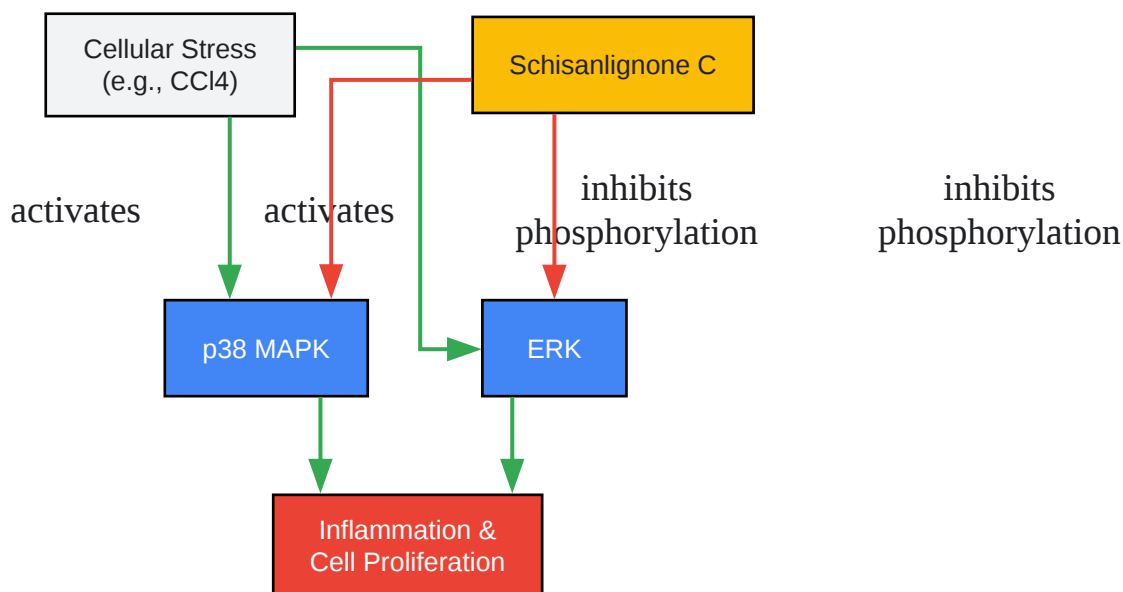 Cellular Stress
(e.g., CCl4)
Schisanlignone C
activates
activates
inhibits
phosphorylation
inhibits
phosphorylation
p38 MAPK
ERK
Inflammation &
Cell Proliferation